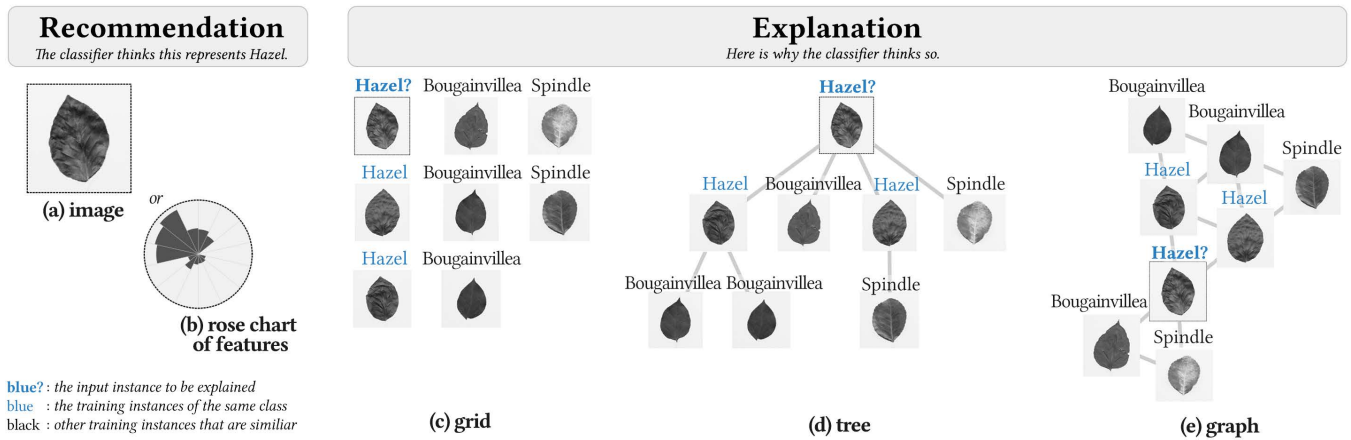 Recommendation
The classifier thinks this represents Hazel.
(a) image
or
(b) rose chart
of features
blue? : the input instance to be explained
blue : the training instances of the same class
black : other training instances that are similiar
Explanation
Here is why the classifier thinks so.
Hazel? Bougainvillea Spindle
Hazel Bougainvillea Spindle
Hazel Bougainvillea
(c) grid
Hazel?
Hazel Bougainvillea Hazel Spindle
Bougainvillea Bougainvillea Spindle
(d) tree
Bougainvillea
Bougainvillea
Spindle
Hazel
Hazel
Hazel?
Bougainvillea
Spindle
(e) graph